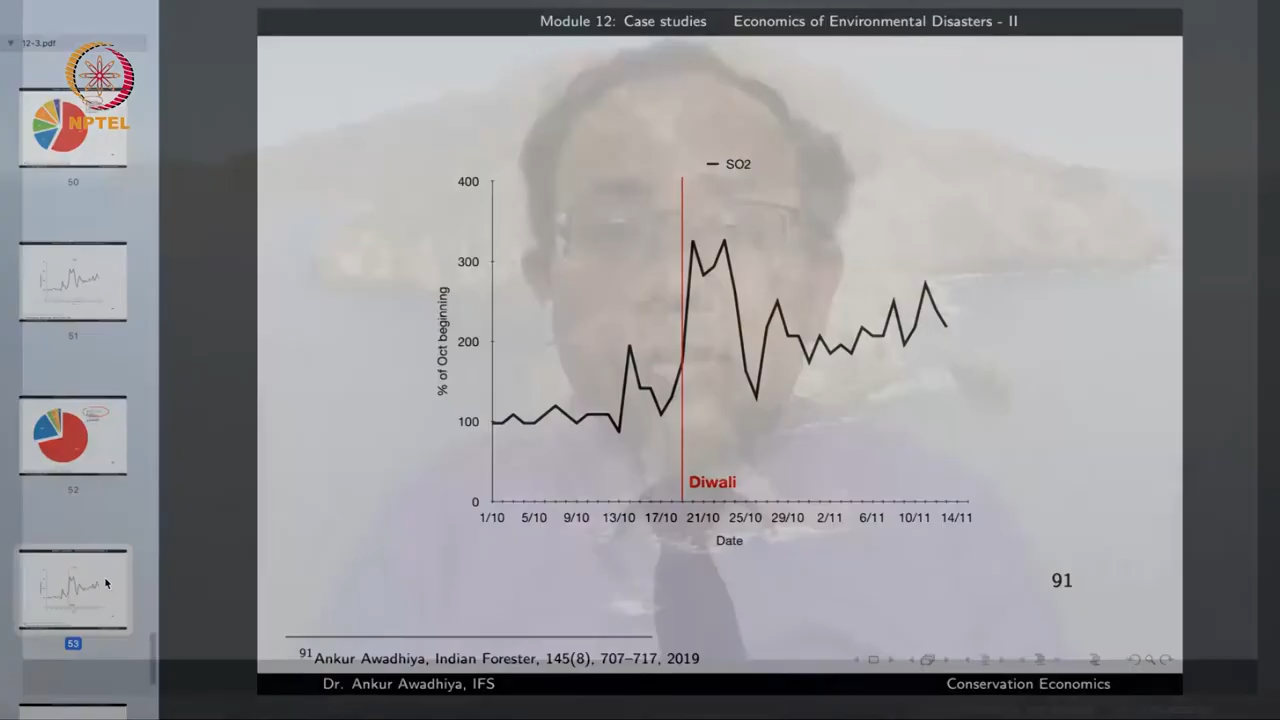 Module 12: Case studies Economics of Environmental Disasters - II
12-3.pdf
NPTEL
50
51
52
53
SO2
400
300
200
100
0
% of Oct beginning
Diwali
1/10 5/10 9/10 13/10 17/10 21/10 25/10 29/10 2/11 6/11 10/11 14/11
Date
91
91 Ankur Awadhiya, Indian Forester, 145(8), 707–717, 2019
Dr. Ankur Awadhiya, IFS Conservation Economics